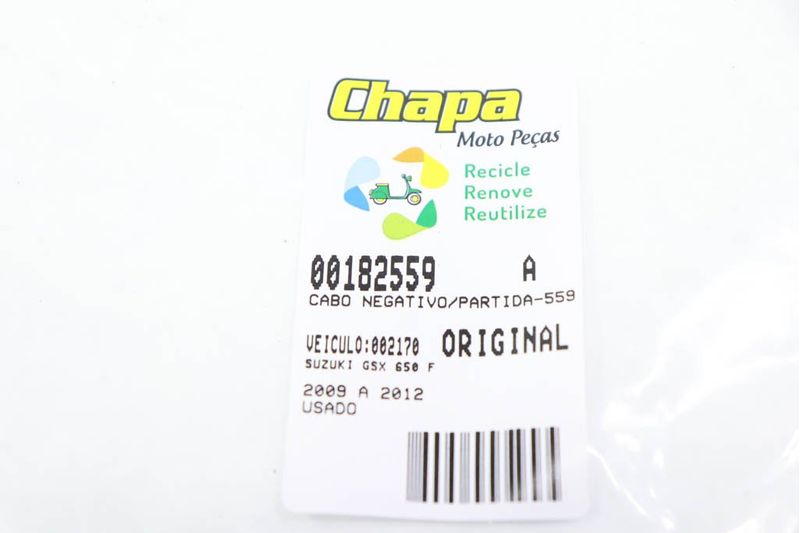 Chapa
Moto Peças
Recicle
Renove
Reutilize
00182559 A
CABO NEGATIVO/PARTIDA-559
VEICULO:002170 ORIGINAL
SUZUKI GSX 650 F
2009 A 2012
USADO